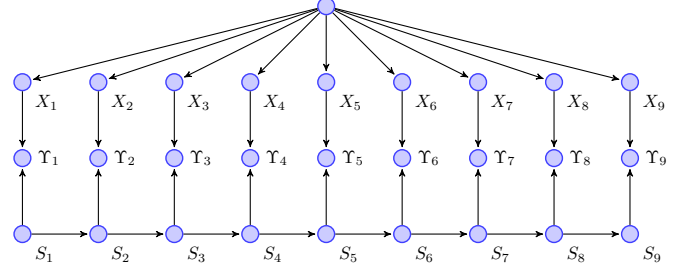 X₁ X₂ X₃ X₄ X₅ X₆ X₇ X₈ X₉
ϒ₁ ϒ₂ ϒ₃ ϒ₄ ϒ₅ ϒ₆ ϒ₇ ϒ₈ ϒ₉
S₁ S₂ S₃ S₄ S₅ S₆ S₇ S₈ S₉